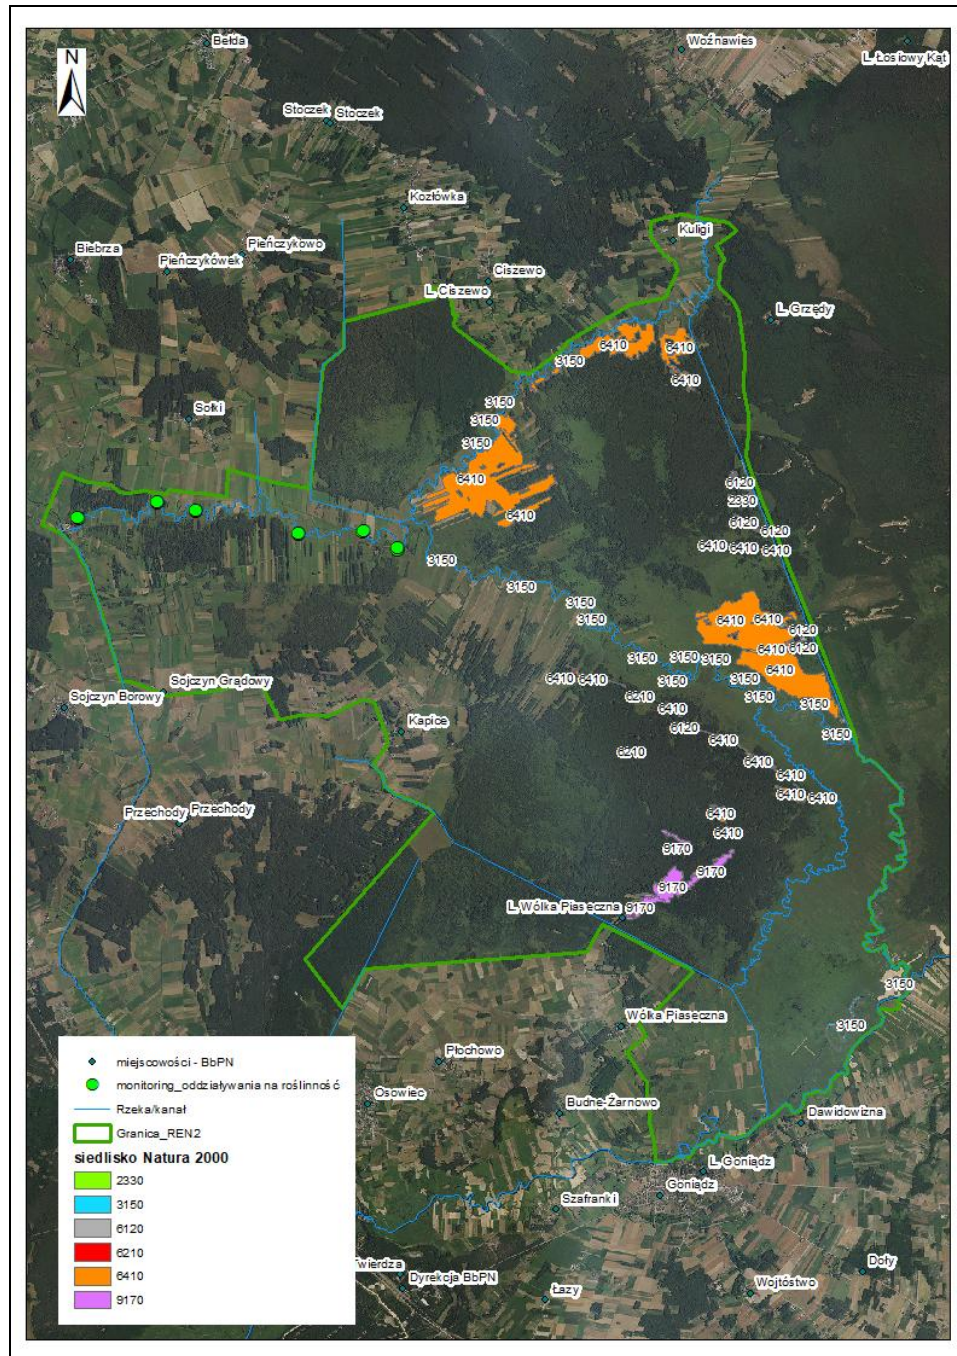 Bełda
Woźnawieś
L. Łosiowy Kąt
N
Stoczek
Stoczek
Kozłówka
Kuligi
Biebrza
Pieńczykowo
Pieńczykówek
Ciszewo
L. Ciszewo
L. Grzędy
3150
6410
6410
6410
3150
3150
Sołki
3150
6410
6410
6120
2330
6120
6120
6410
6410
6410
3150
3150
3150
3150
6410
6410
6120
6410
6120
3150
3150
3150
6410
6410
6410
3150
3150
Sojczyn Grądowy
Sojczyn Borowy
6210
3150
3150
6410
Kapice
6120
6410
3150
6210
6410
6410
6410
6410
Przechody
Przechody
6410
6410
9170
9170
9170
L. Wólka Piaseczna
9170
3150
Wólka Piaseczna
3150
Płochowo
Osowiec
Budne-Żarnowo
Dawidowizna
L. Goniądz
Goniądz
Szafranki
Twierdza
Dyrekcja BbPN
Łazy
Wojtóstwo
Doły
miejscowości - BbPN
monitoring_oddziaływania na roślinność
Rzeka/kanał
Granica_REN2
siedlisko Natura 2000
2330
3150
6120
6210
6410
9170